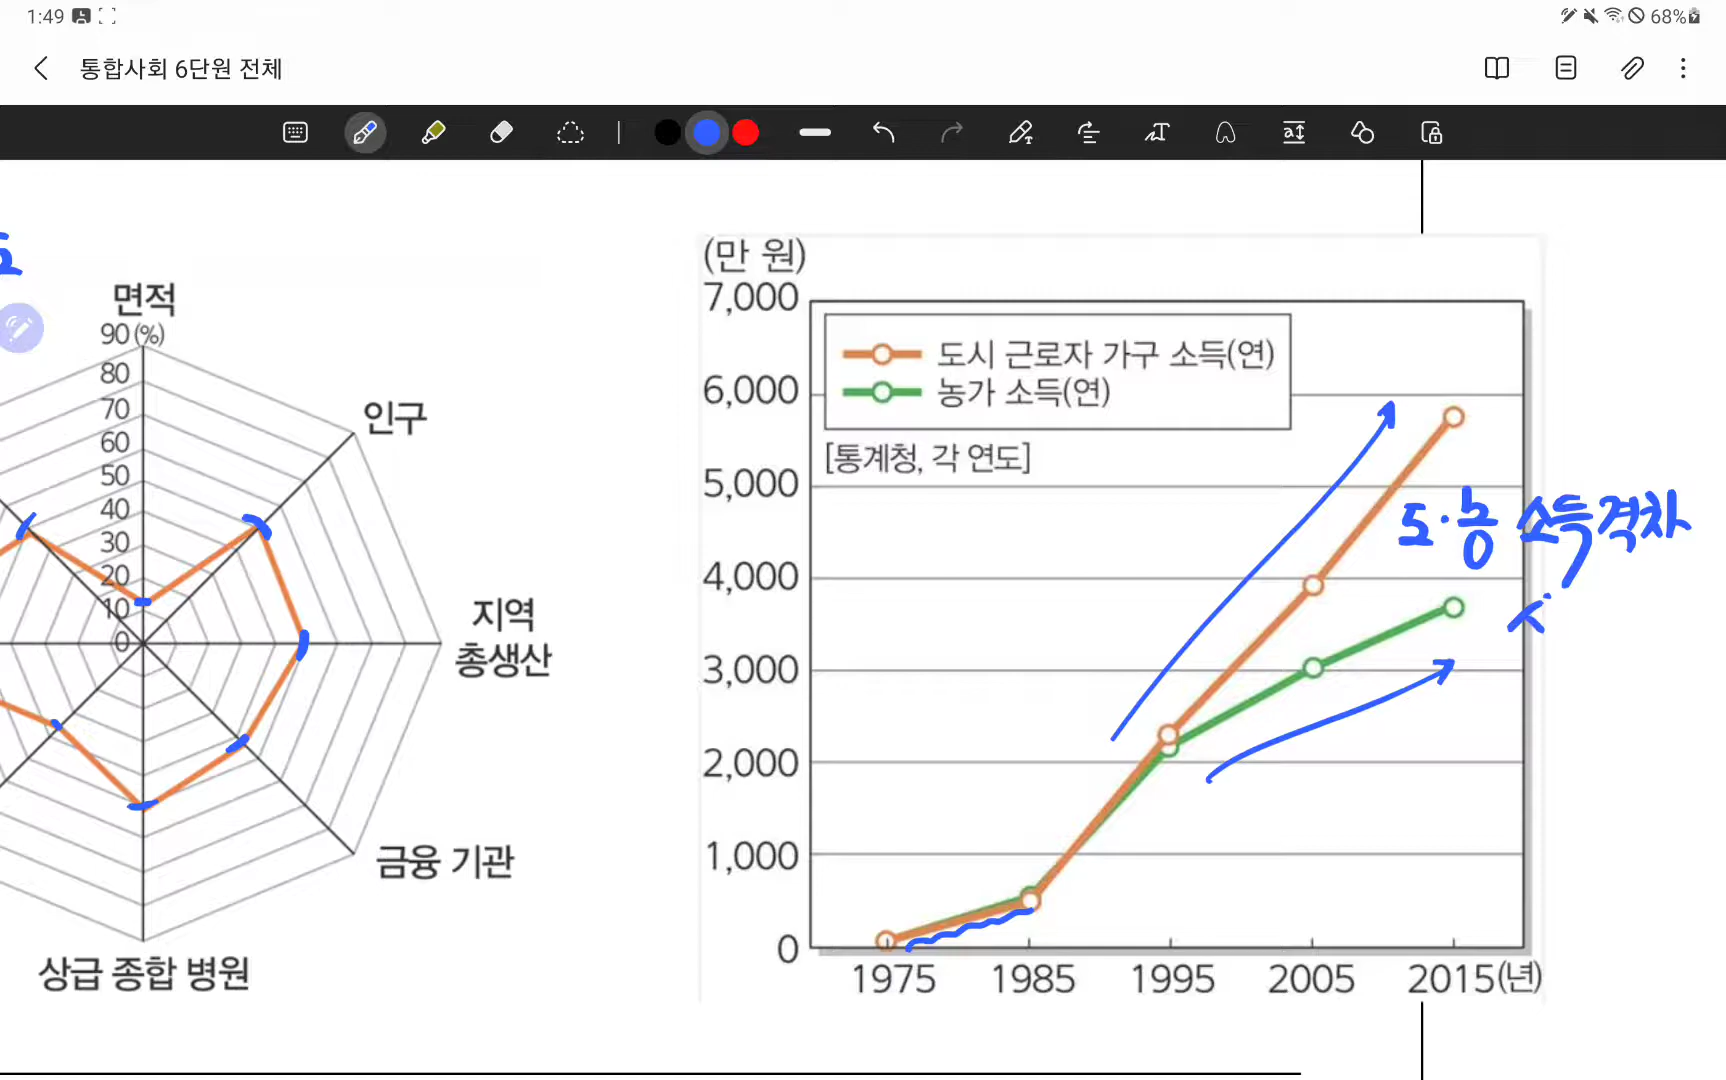 1:49
68%
통합사회 6단원 전체
면적
90(%)
80
70
60
50
40
30
20
10
0
인구
지역
총생산
금융 기관
상급 종합 병원
(만 원)
7,000
6,000
5,000
4,000
3,000
2,000
1,000
0
도시 근로자 가구 소득(연)
농가 소득(연)
[통계청, 각 연도]
1975 1985 1995 2005 2015(년)
도·농 소득격차